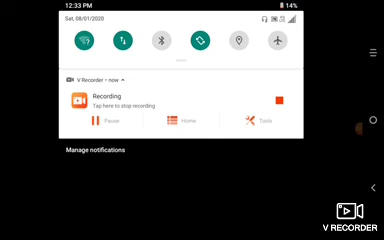 12:33 PM 14%
Sat, 08/01/2020
V Recorder • now
Recording
Tap here to stop recording
Pause Home Tools
Manage notifications
V RECORDER